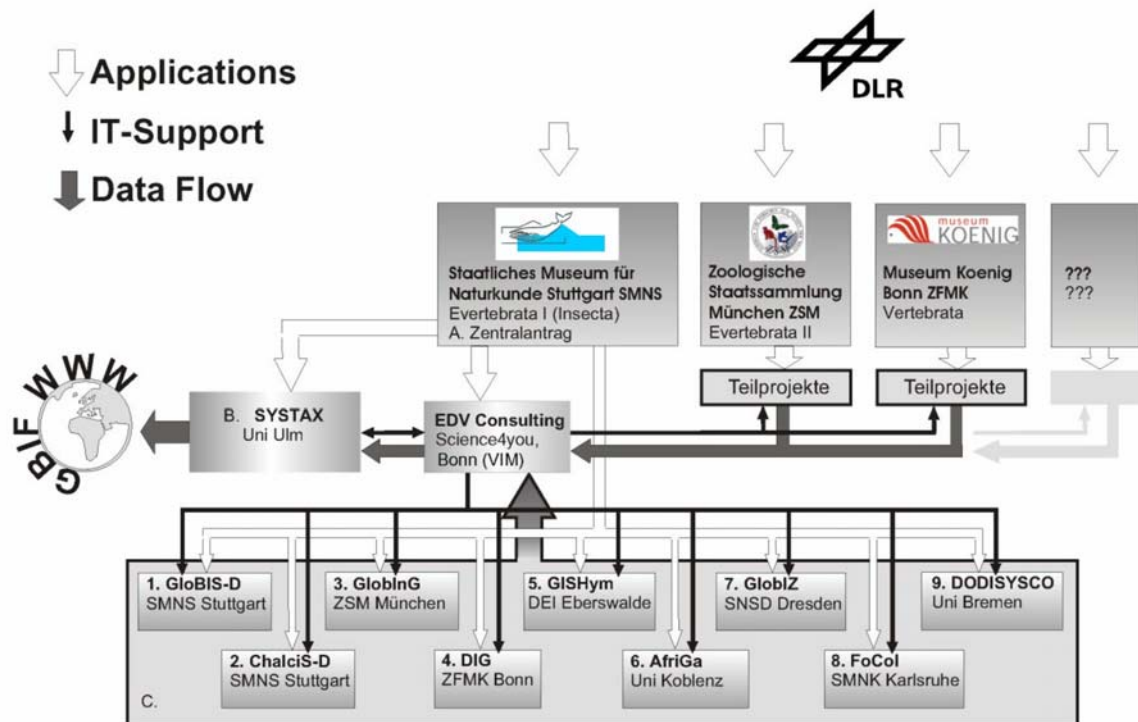 Applications
IT-Support
Data Flow
DLR
Staatliches Museum für
Naturkunde Stuttgart SMNS
Evertebrata I (Insecta)
A. Zentralantrag
Zoologische
Staatssammlung
München ZSM
Evertebrata II
museum
KOENIG
Museum Koenig
Bonn ZFMK
Vertebrata
???
???
Teilprojekte
Teilprojekte
GBIF WWW
B. SYSTAX
Uni Ulm
EDV Consulting
Science4you,
Bonn (VIM)
1. GloBIS-D
SMNS Stuttgart
3. GlobInG
ZSM München
5. GISHym
DEI Eberswalde
7. GlobIZ
SNSD Dresden
9. DODISYSCO
Uni Bremen
2. ChalciS-D
SMNS Stuttgart
4. DIG
ZFMK Bonn
6. AfriGa
Uni Koblenz
8. FoCol
SMNK Karlsruhe
C.